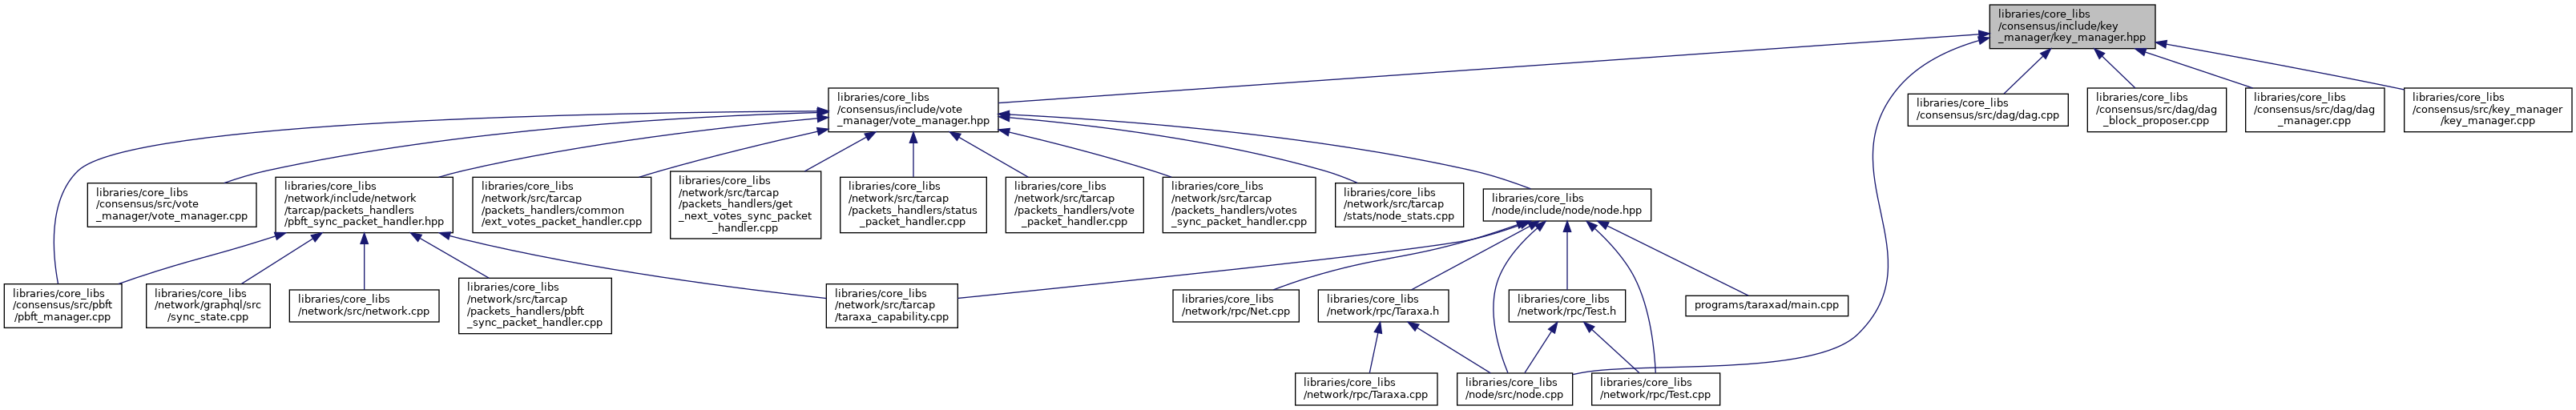 libraries/core_libs
/consensus/include/key
_manager/key_manager.hpp
libraries/core_libs
/consensus/include/vote
_manager/vote_manager.hpp
libraries/core_libs
/consensus/src/dag/dag.cpp
libraries/core_libs
/consensus/src/dag/dag
_block_proposer.cpp
libraries/core_libs
/consensus/src/dag/dag
_manager.cpp
libraries/core_libs
/consensus/src/key_manager
/key_manager.cpp
libraries/core_libs
/consensus/src/vote
_manager/vote_manager.cpp
libraries/core_libs
/network/include/network
/tarcap/packets_handlers
/pbft_sync_packet_handler.hpp
libraries/core_libs
/network/src/tarcap
/packets_handlers/common
/ext_votes_packet_handler.cpp
libraries/core_libs
/network/src/tarcap
/packets_handlers/get
_next_votes_sync_packet
_handler.cpp
libraries/core_libs
/network/src/tarcap
/packets_handlers/status
_packet_handler.cpp
libraries/core_libs
/network/src/tarcap
/packets_handlers/vote
_packet_handler.cpp
libraries/core_libs
/network/src/tarcap
/packets_handlers/votes
_sync_packet_handler.cpp
libraries/core_libs
/network/src/tarcap
/stats/node_stats.cpp
libraries/core_libs
/node/include/node/node.hpp
libraries/core_libs
/consensus/src/pbft
/pbft_manager.cpp
libraries/core_libs
/network/graphql/src
/sync_state.cpp
libraries/core_libs
/network/src/network.cpp
libraries/core_libs
/network/src/tarcap
/packets_handlers/pbft
_sync_packet_handler.cpp
libraries/core_libs
/network/src/tarcap
/taraxa_capability.cpp
libraries/core_libs
/network/rpc/Net.cpp
libraries/core_libs
/network/rpc/Taraxa.h
libraries/core_libs
/network/rpc/Test.h
programs/taraxad/main.cpp
libraries/core_libs
/network/rpc/Taraxa.cpp
libraries/core_libs
/node/src/node.cpp
libraries/core_libs
/network/rpc/Test.cpp